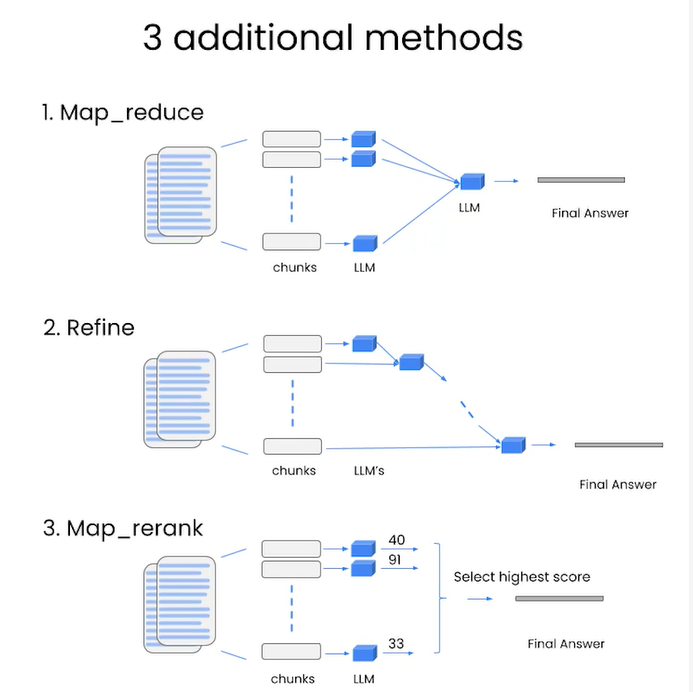 3 additional methods
1. Map_reduce
LLM
Final Answer
chunks
LLM
2. Refine
chunks
LLM's
Final Answer
3. Map_rerank
40
91
Select highest score
33
Final Answer
chunks
LLM